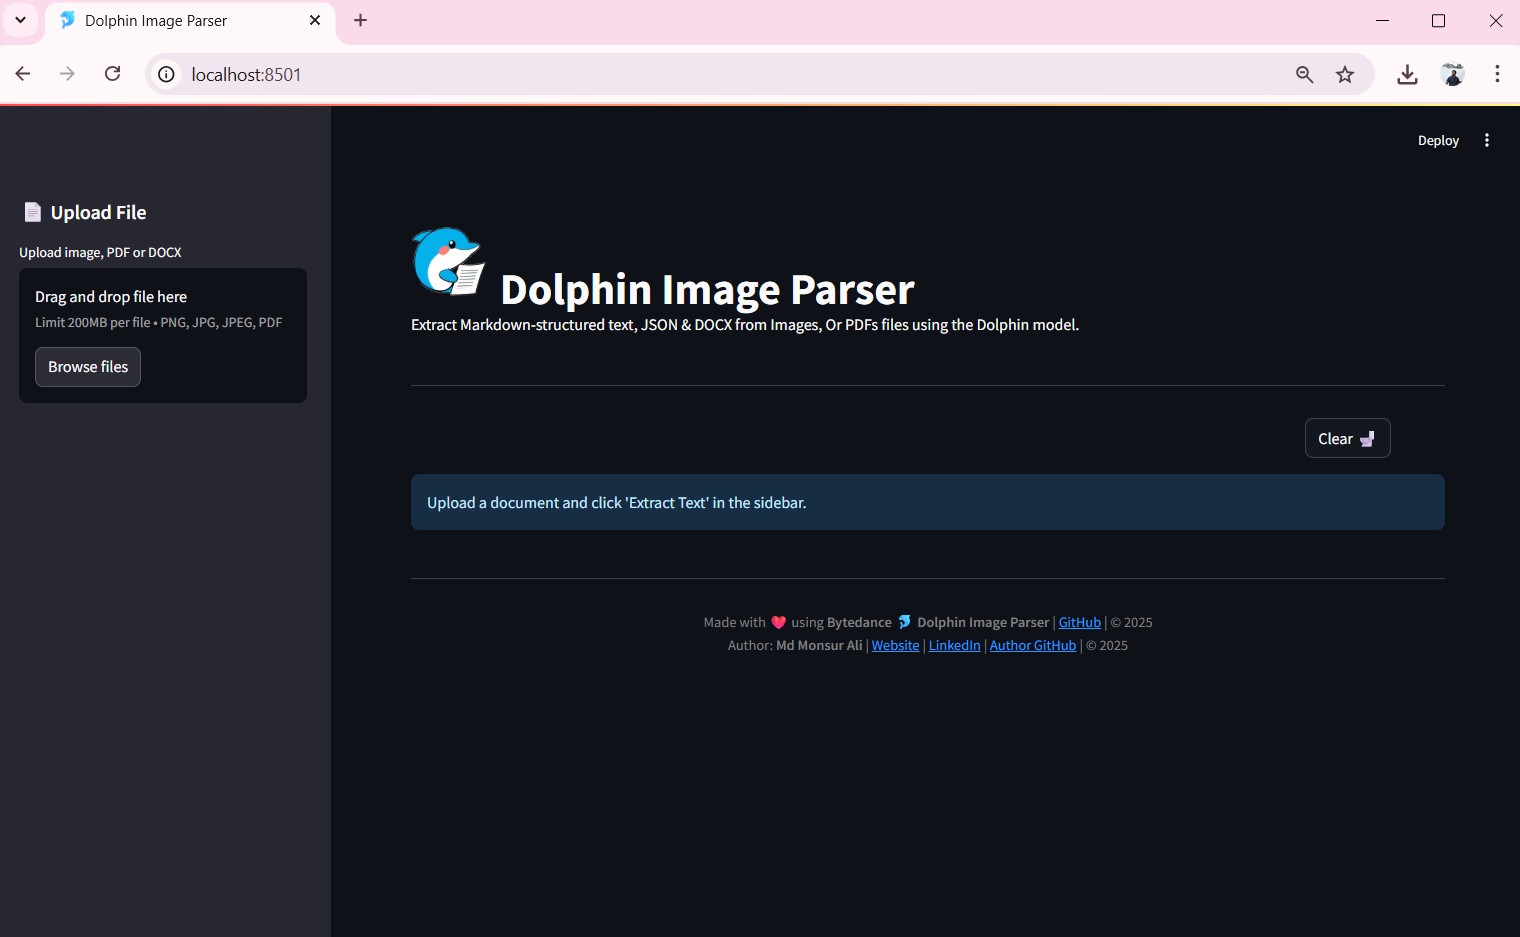 Dolphin Image Parser
localhost:8501
Deploy
Upload File
Upload image, PDF or DOCX
Drag and drop file here
Limit 200MB per file • PNG, JPG, JPEG, PDF
Browse files
Dolphin Image Parser
Extract Markdown-structured text, JSON & DOCX from Images, Or PDFs files using the Dolphin model.
Clear
Upload a document and click 'Extract Text' in the sidebar.
Made with ❤️ using Bytedance 🐬 Dolphin Image Parser | GitHub | © 2025
Author: Md Monsur Ali | Website | LinkedIn | Author GitHub | © 2025